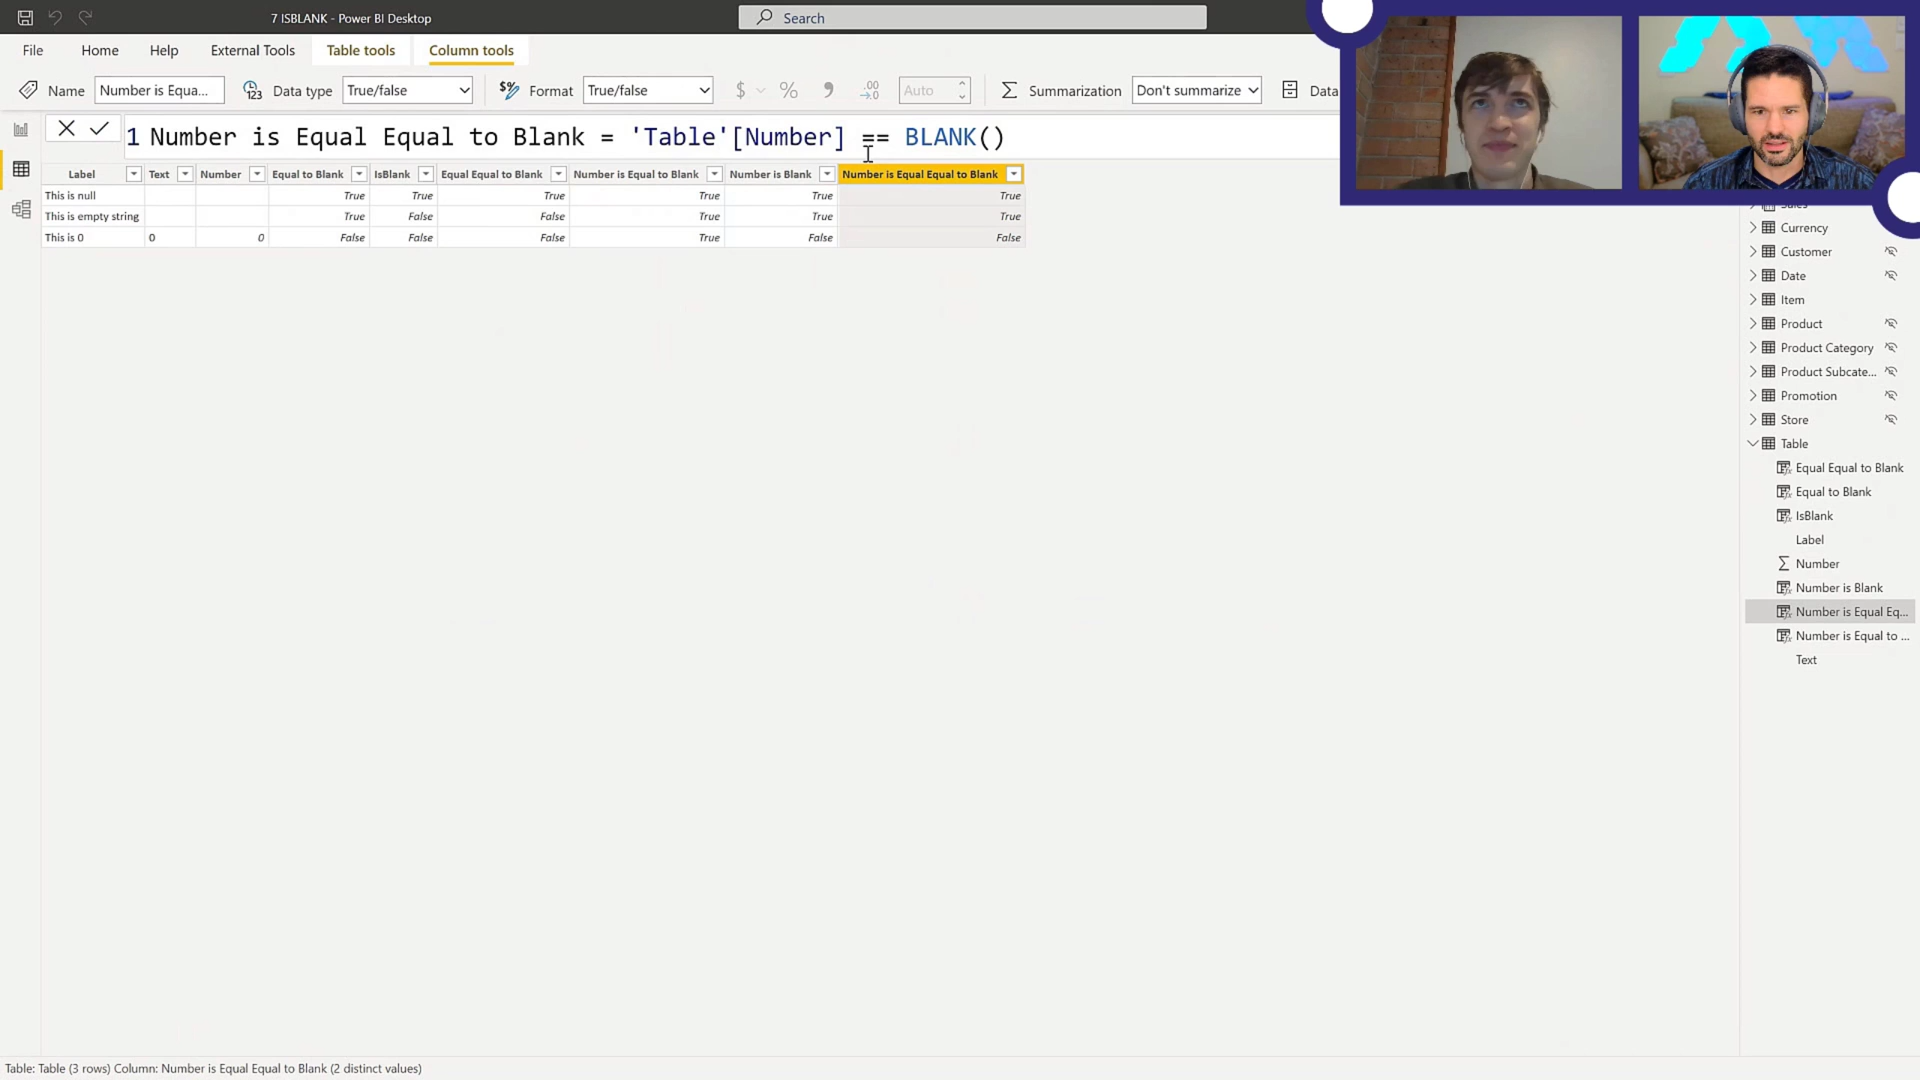 7 ISBLANK - Power BI Desktop
Search
File Home Help External Tools Table tools Column tools
Name Number is Equa... Data type True/false Format True/false $ % 9 .00 Auto Summarization Don't summarize Data
1 Number is Equal Equal to Blank = 'Table'[Number] == BLANK()
Label Text Number Equal to Blank IsBlank Equal Equal to Blank Number is Equal to Blank Number is Blank Number is Equal Equal to Blank
This is null True True True True True True
This is empty string True False False True True True
This is 0 0 0 False False False True False False
Currency
Customer
Date
Item
Product
Product Category
Product Subcate...
Promotion
Store
Table
Equal Equal to Blank
Equal to Blank
IsBlank
Label
Number
Number is Blank
Number is Equal Eq...
Number is Equal to ...
Text
Table: Table (3 rows) Column: Number is Equal Equal to Blank (2 distinct values)